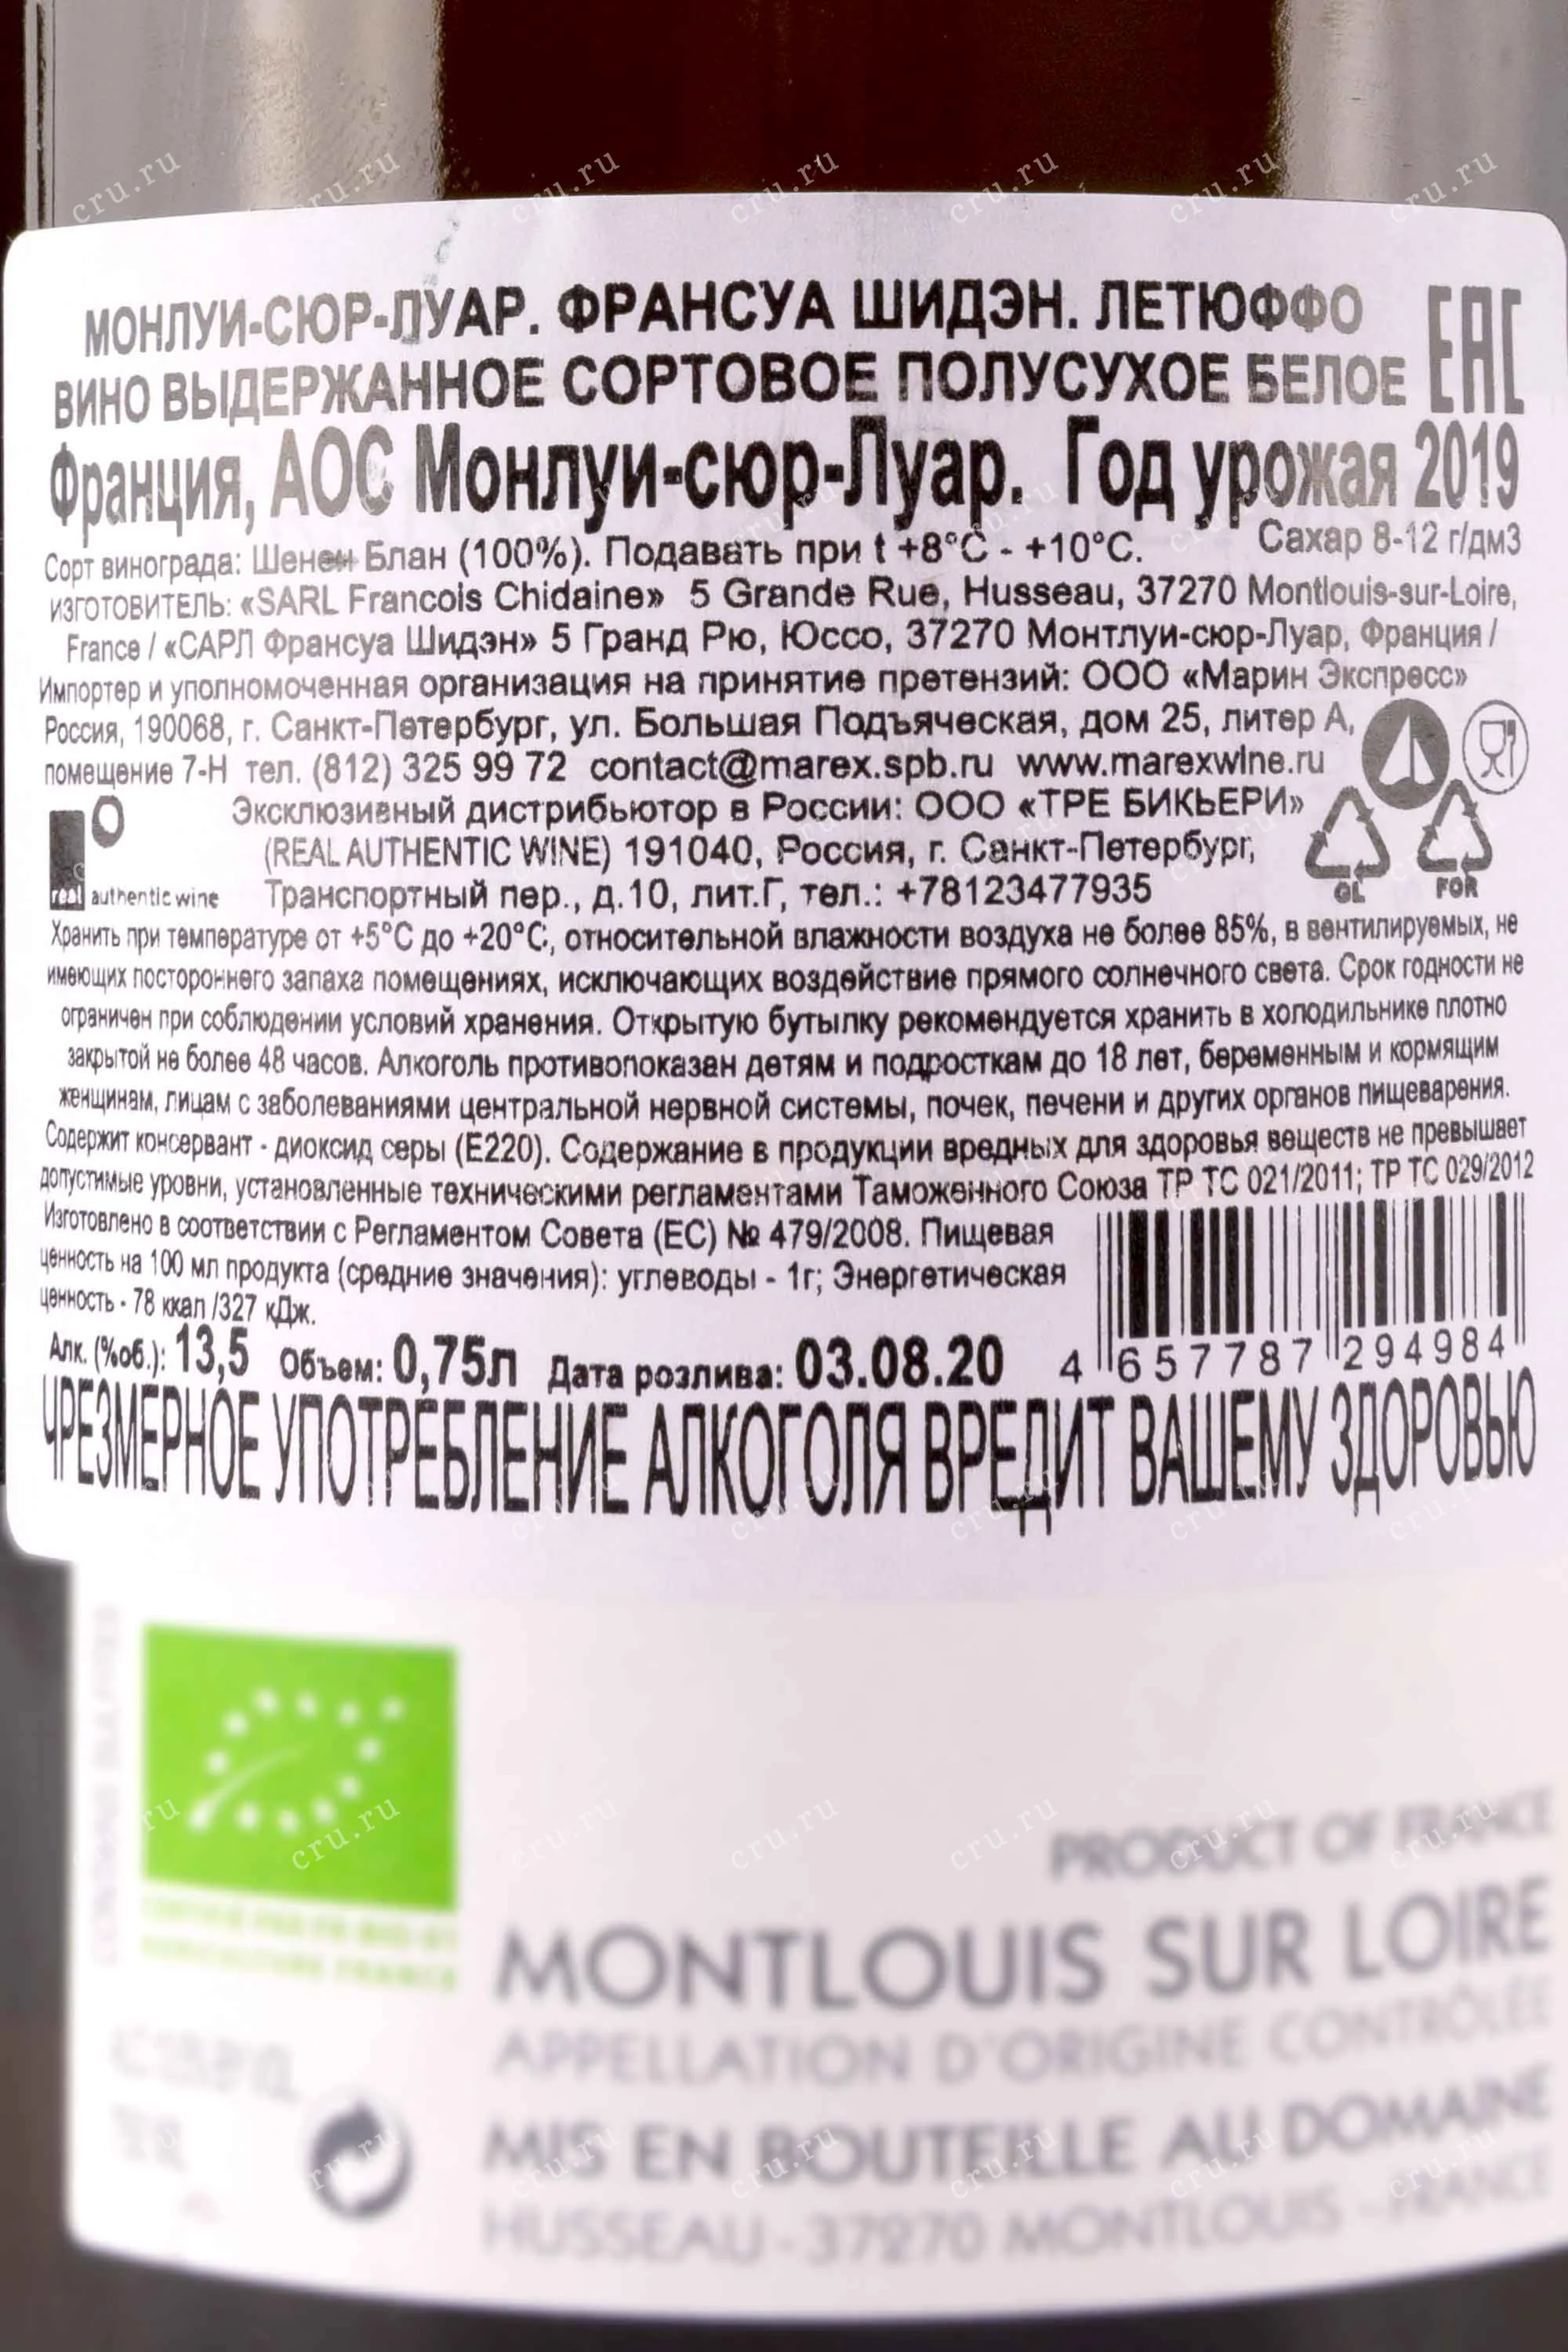 МОНЛУИ-СЮР-ЛУАР. ФРАНСУА ШИДЭН. ЛЕТЮФФО
ВИНО ВЫДЕРЖАННОЕ СОРТОВОЕ ПОЛУСУХОЕ БЕЛОЕ
EAC
Франция, АОС Монлуи-сюр-Луар. Год урожая 2019
Сорт винограда: Шенен Блан (100%). Подавать при t +8°C - +10°C. Сахар 8-12 г/дм3
ИЗГОТОВИТЕЛЬ: «SARL Francois Chidaine» 5 Grande Rue, Husseau, 37270 Montlouis-sur-Loire,
France / «САРЛ Франсуа Шидэн» 5 Гранд Рю, Юссо, 37270 Монтлуи-сюр-Луар, Франция /
Импортер и уполномоченная организация на принятие претензий: ООО «Марин Экспресс»
Россия, 190068, г. Санкт-Петербург, ул. Большая Подъяческая, дом 25, литер А,
помещение 7-Н тел. (812) 325 99 72 contact@marex.spb.ru www.marexwine.ru
Эксклюзивный дистрибьютор в России: ООО «ТРЕ БИКЬЕРИ»
(REAL AUTHENTIC WINE) 191040, Россия, г. Санкт-Петербург,
real authentic wine Транспортный пер., д.10, лит.Г, тел.: +78123477935
GL FOR
Хранить при температуре от +5°C до +20°C, относительной влажности воздуха не более 85%, в вентилируемых, не
имеющих постороннего запаха помещениях, исключающих воздействие прямого солнечного света. Срок годности не
ограничен при соблюдении условий хранения. Открытую бутылку рекомендуется хранить в холодильнике плотно
закрытой не более 48 часов. Алкоголь противопоказан детям и подросткам до 18 лет, беременным и кормящим
женщинам, лицам с заболеваниями центральной нервной системы, почек, печени и других органов пищеварения.
Содержит консервант - диоксид серы (Е220). Содержание в продукции вредных для здоровья веществ не превышает
допустимые уровни, установленные техническими регламентами Таможенного Союза ТР ТС 021/2011; ТР ТС 029/2012
Изготовлено в соответствии с Регламентом Совета (ЕС) № 479/2008. Пищевая
ценность на 100 мл продукта (средние значения): углеводы - 1г; Энергетическая
ценность - 78 ккал /327 кДж.
Алк. (%об.): 13,5 Объем: 0,75л Дата розлива: 03.08.20
4 657787 294984
ЧРЕЗМЕРНОЕ УПОТРЕБЛЕНИЕ АЛКОГОЛЯ ВРЕДИТ ВАШЕМУ ЗДОРОВЬЮ
PRODUCT OF FRANCE
MONTLOUIS SUR LOIRE
APPELLATION D'ORIGINE CONTRÔLÉE
MIS EN BOUTEILLE AU DOMAINE
HUSSEAU - 37270 MONTLOUIS - FRANCE
cru.ru